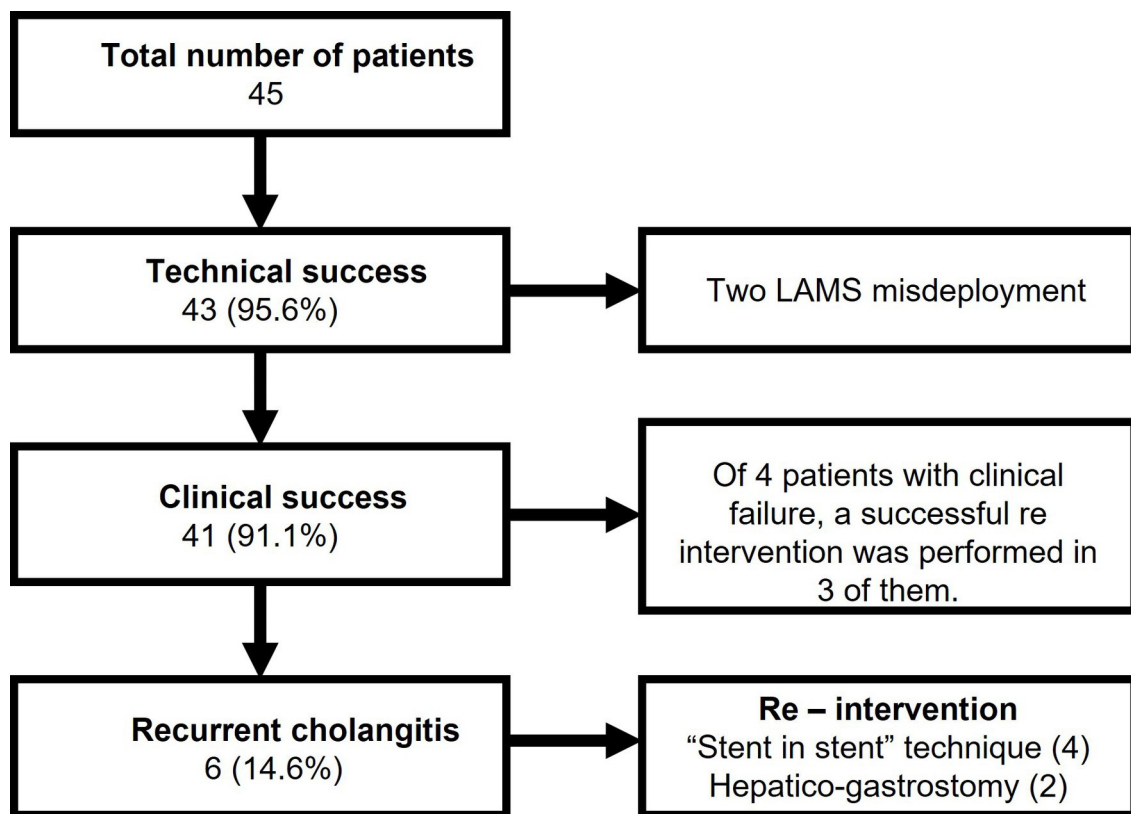 Total number of patients
45
Technical success
43 (95.6%)
Two LAMS misdeployment
Clinical success
41 (91.1%)
Of 4 patients with clinical
failure, a successful re
intervention was performed in
3 of them.
Recurrent cholangitis
6 (14.6%)
Re – intervention
“Stent in stent” technique (4)
Hepatico-gastrostomy (2)